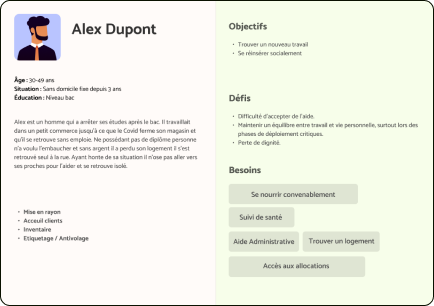 Alex Dupont
Âge : 30-49 ans
Situation : Sans domicile fixe depuis 3 ans
Éducation : Niveau bac
Alex est un homme qui a arrêter ses études après le bac. Il travaillait
dans un petit commerce jusqu'à ce que le Covid ferme son magasin et
qu'il se retrouve sans emploie. Ne possédant pas de diplôme personne
n'a voulu l'embaucher et sans argent il a perdu son logement il s'est
retrouvé seul à la rue. Ayant honte de sa situation il n'ose pas aller vers
ses proches pour l'aider et se retrouve isolé.
• Mise en rayon
• Acceuil clients
• Inventaire
• Etiquetage / Antivolage
Objectifs
• Trouver un nouveau travail
• Se réinsérer socialement
Défis
• Difficulté d'accepter de l'aide.
• Maintenir un équilibre entre travail et vie personnelle, surtout lors des
phases de déploiement critiques.
• Perte de dignité.
Besoins
Se nourrir convenablement
Suivi de santé
Aide Administrative
Trouver un logement
Accès aux allocations